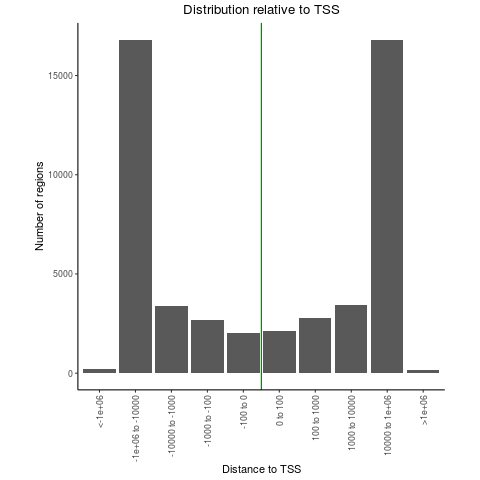 Distribution relative to TSS
Number of regions
15000
10000
5000
0
<-1e+06
-1e+06 to -10000
-10000 to -1000
-1000 to -100
-100 to 0
0 to 100
100 to 1000
1000 to 10000
10000 to 1e+06
>1e+06
Distance to TSS